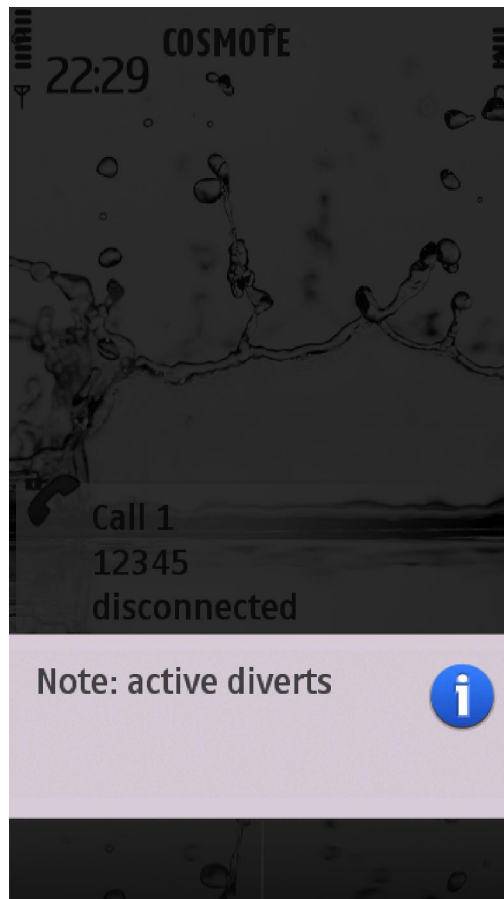 COSMOTE
22:29
Call 1
12345
disconnected
Note: active diverts